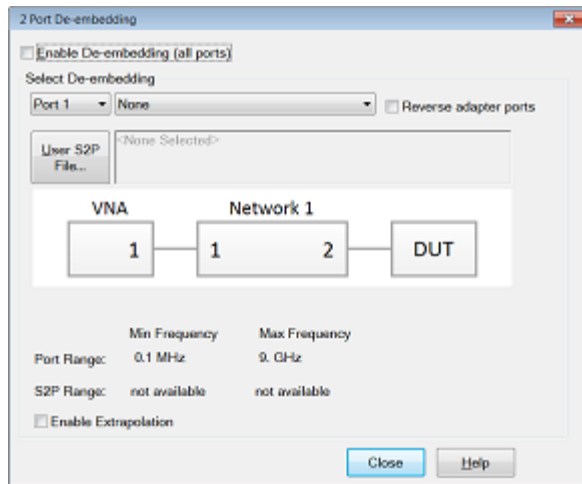 2 Port De-embedding
Enable De-embedding (all ports)
Select De-embedding
Port 1 None Reverse adapter ports
User S2P File...
<None Selected>
VNA Network 1
1 1 2 DUT
Min Frequency Max Frequency
Port Range: 0.1 MHz 9. GHz
S2P Range: not available not available
Enable Extrapolation
Close Help